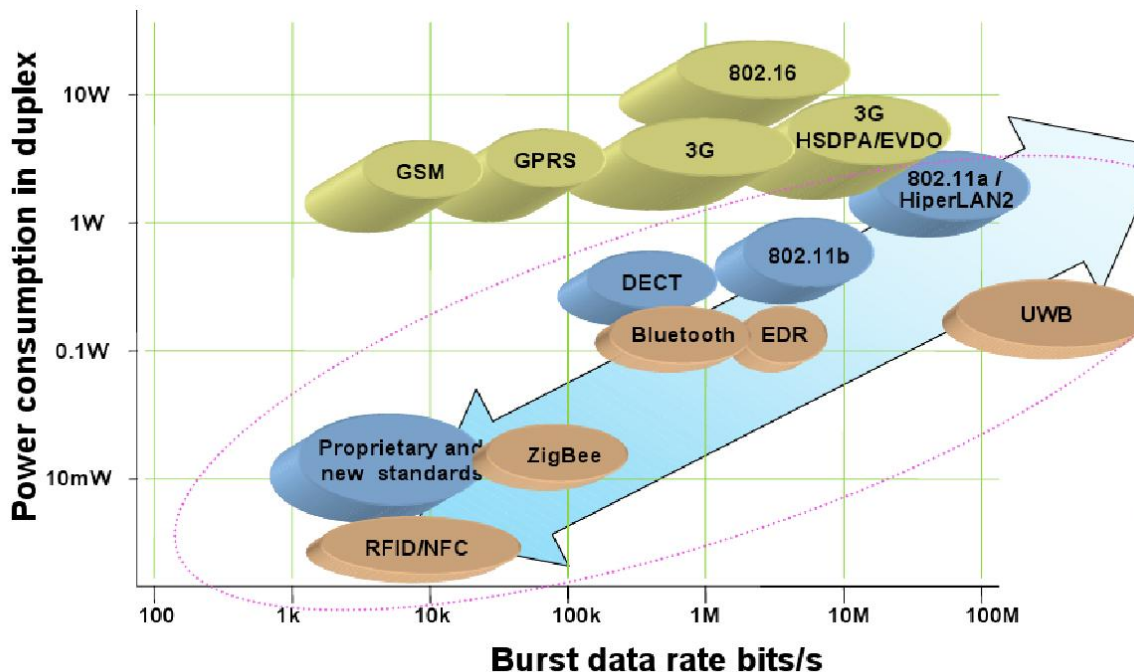 Power consumption in duplex
10W
1W
0.1W
10mW
802.16
3G
HSDPA/EVDO
3G
GPRS
GSM
802.11a /
HiperLAN2
802.11b
DECT
UWB
Bluetooth
EDR
Proprietary and
new standards
ZigBee
RFID/NFC
100
1k
10k
100k
1M
10M
100M
Burst data rate bits/s